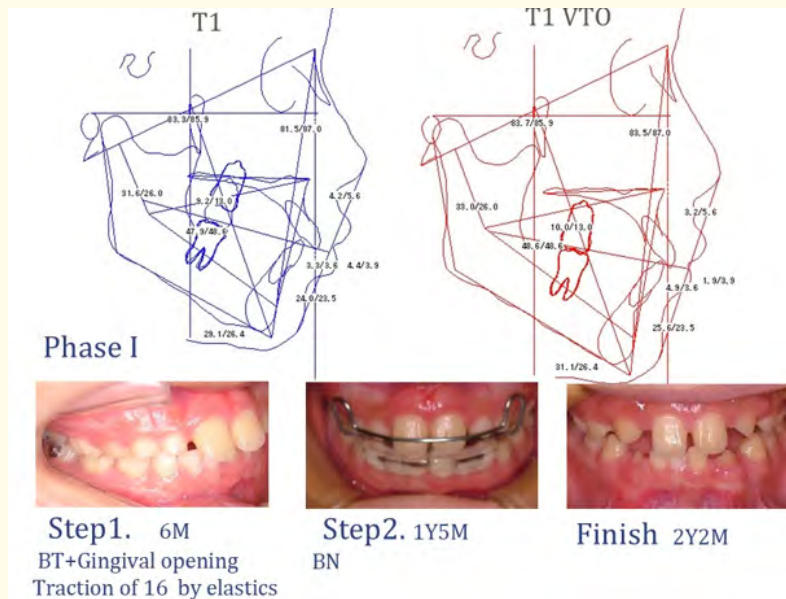 T1
T1 VTO
83.3/85.9
81.5/87.0
31.6/26.0
9.2/13.0
4.2/5.6
47.9/48.6
3.3/3.6
4.4/3.9
24.0/23.5
29.1/26.4
83.7/85.9
83.5/87.0
33.0/26.0
10.0/13.0
3.2/5.6
48.6/48.6
1.9/3.9
4.9/3.6
25.6/23.5
31.1/26.4
Phase I
Step1. 6M
BT+Gingival opening
Traction of 16 by elastics
Step2. 1Y5M
BN
Finish 2Y2M